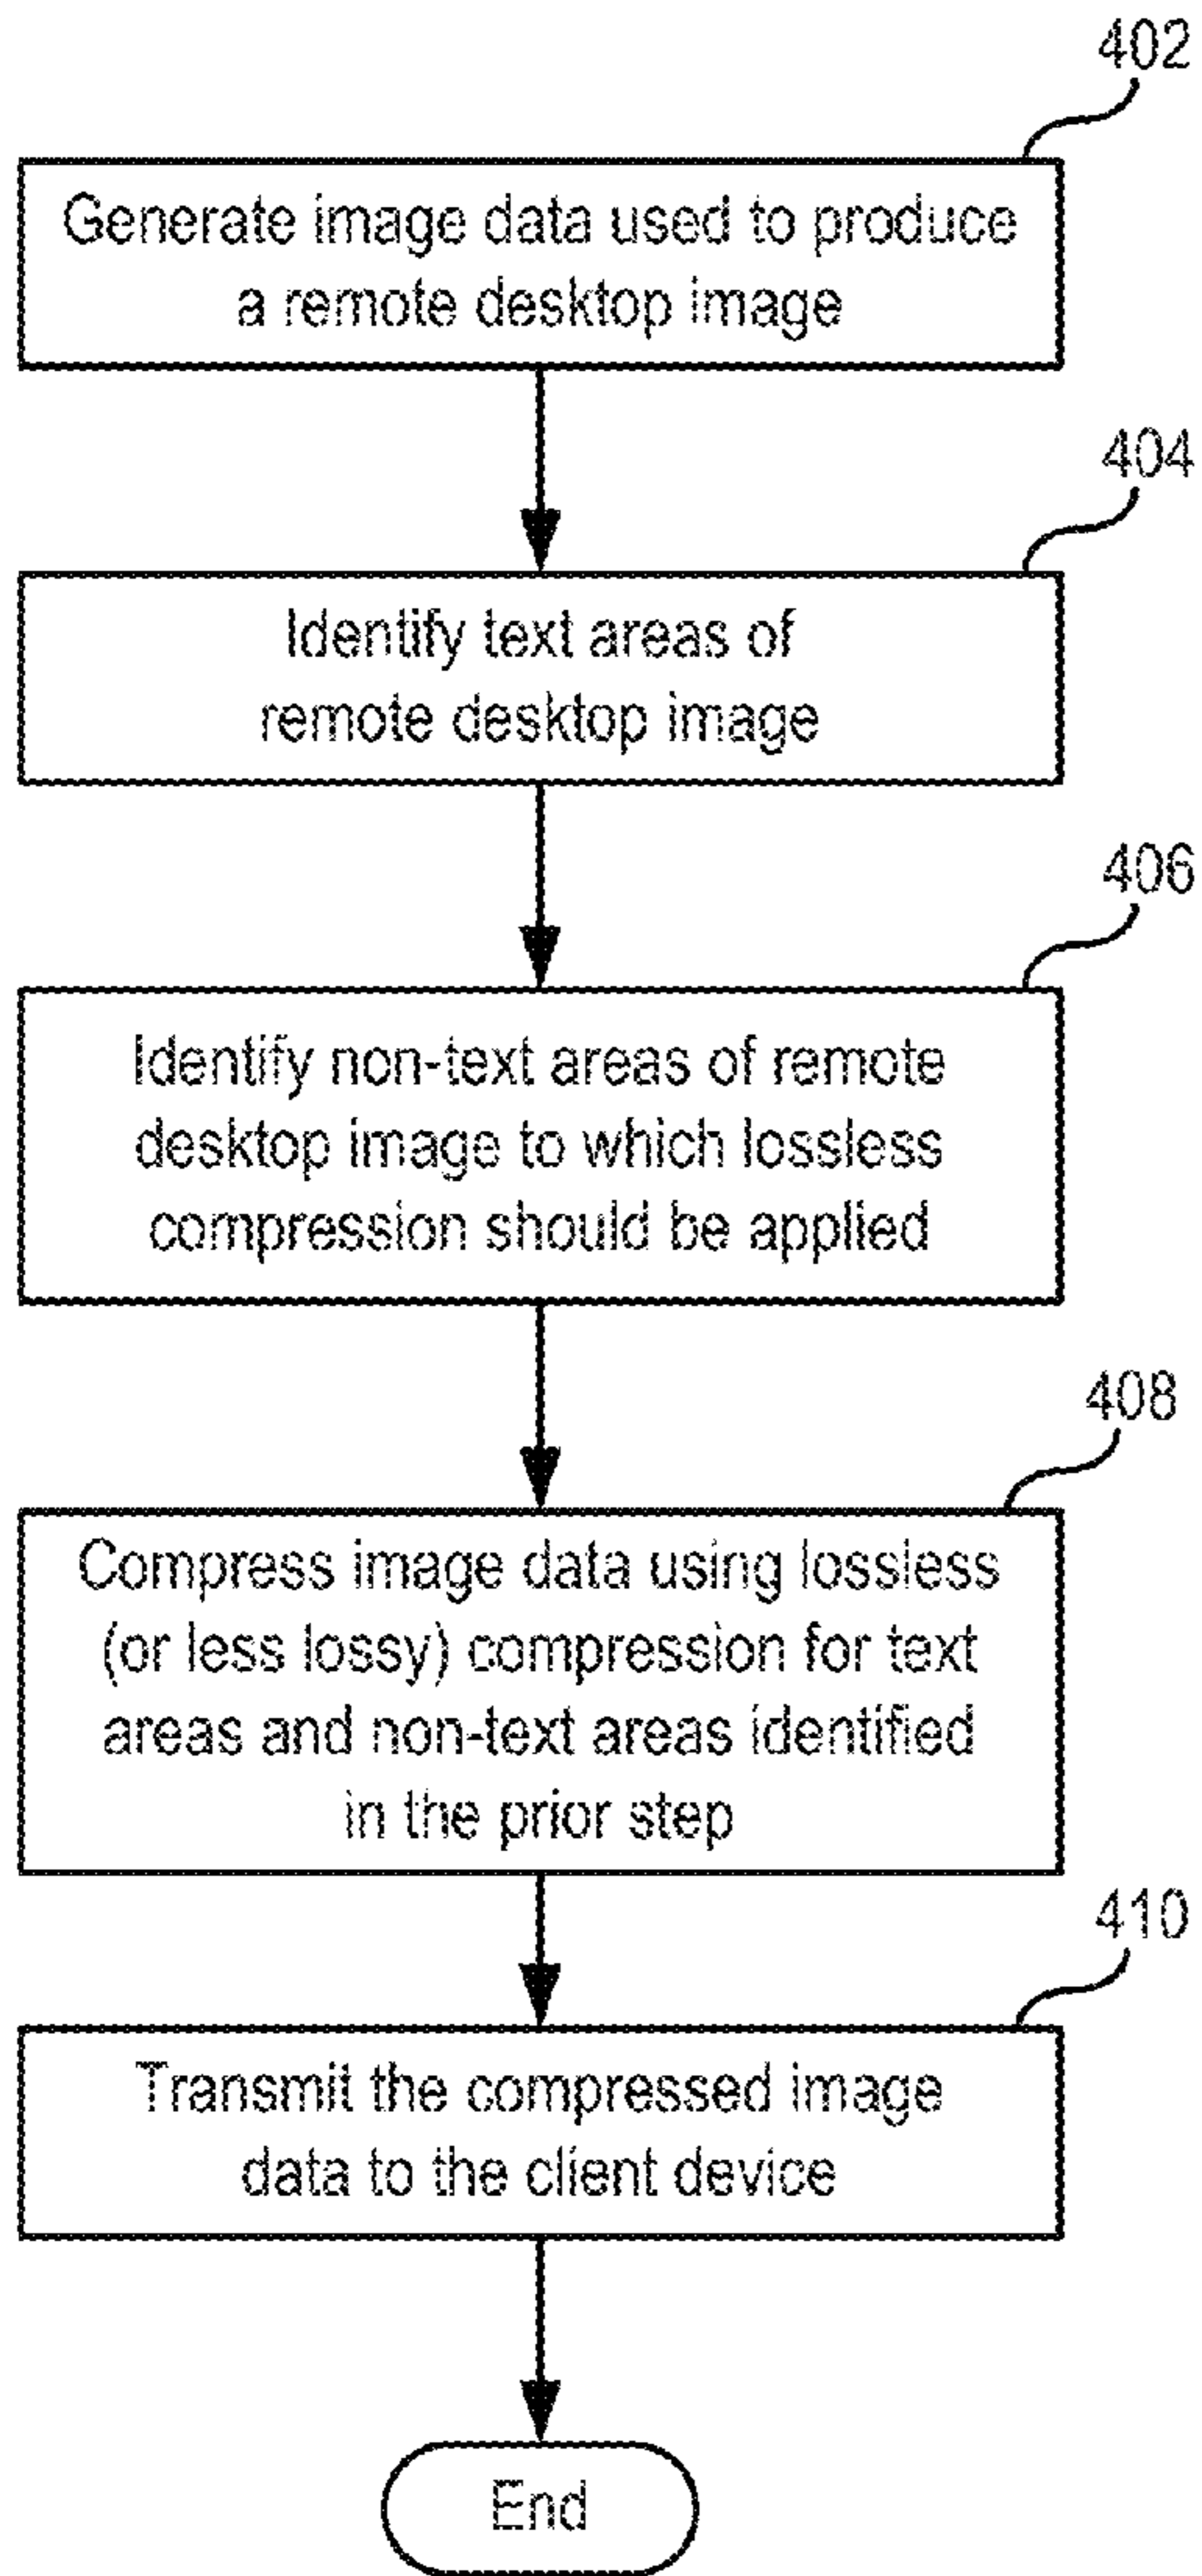 402
Generate image data used to produce
a remote desktop image
404
Identify text areas of
remote desktop image
406
Identify non-text areas of remote
desktop image to which lossless
compression should be applied
408
Compress image data using lossless
(or less lossy) compression for text
areas and non-text areas identified
in the prior step
410
Transmit the compressed image
data to the client device
End